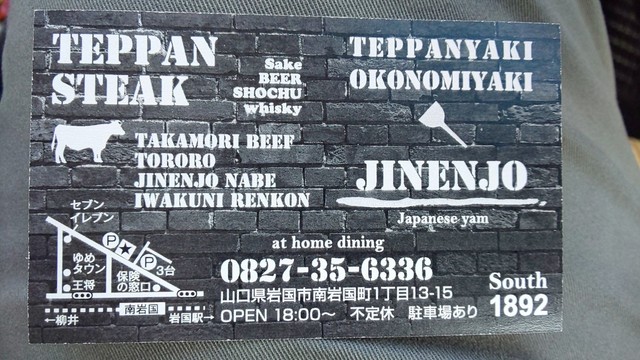 TEPPAN
STEAK
Sake
BEER
SHOCHU
whisky
TEPPANYAKI
OKONOMIYAKI
TAKAMORI BEEF
TORORO
JINENJO NABE
IWAKUNI RENKON
JINENJO
Japanese yam
セブン
イレブン
ゆめ
タウン
王将
P
保険
の窓口
P3台
南岩国
←柳井
岩国駅→
at home dining
0827-35-6336
山口県岩国市南岩国町1丁目13-15
OPEN 18:00～ 不定休 駐車場あり
South
1892